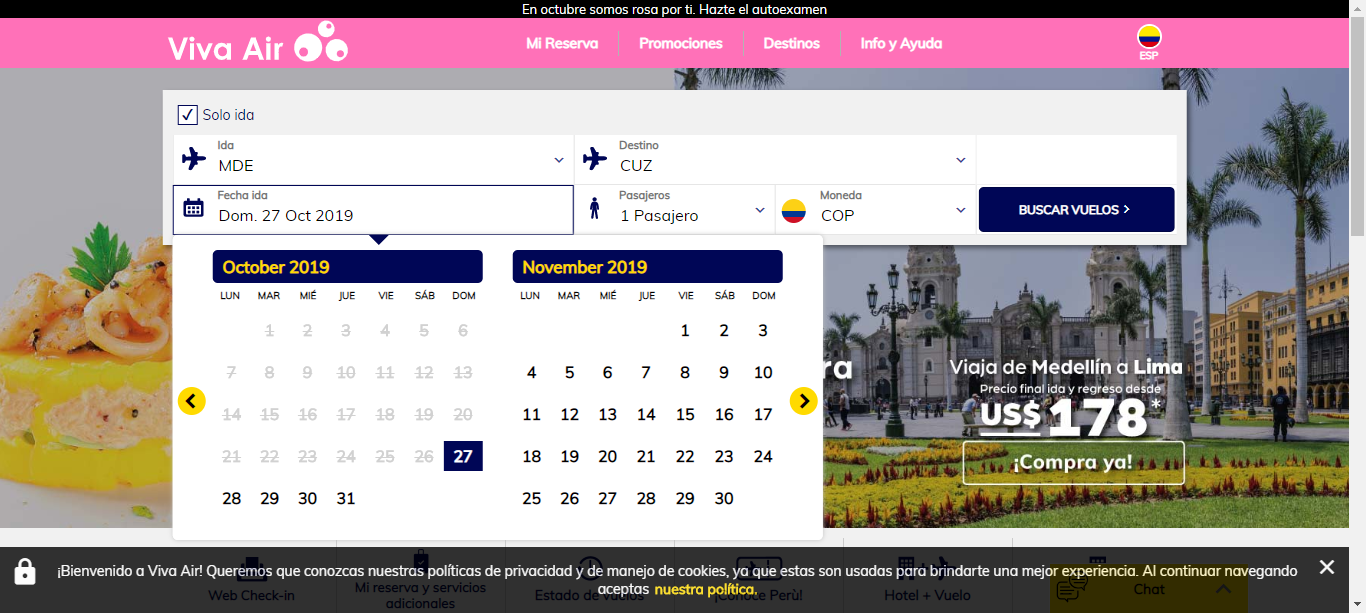 En octubre somos rosa por ti. Hazte el autoexamen
Viva Air
Mi Reserva
Promociones
Destinos
Info y Ayuda
ESP
Solo ida
Ida
MDE
Destino
CUZ
Fecha ida
Dom. 27 Oct 2019
Pasajeros
1 Pasajero
Moneda
COP
BUSCAR VUELOS
October 2019
LUN MAR MIÉ JUE VIE SÁB DOM
1 2 3 4 5 6
7 8 9 10 11 12 13
14 15 16 17 18 19 20
21 22 23 24 25 26 27
28 29 30 31
November 2019
LUN MAR MIÉ JUE VIE SÁB DOM
1 2 3
4 5 6 7 8 9 10
11 12 13 14 15 16 17
18 19 20 21 22 23 24
25 26 27 28 29 30
ra
Viaja de Medellín a Lima
Precio final ida y regreso desde
US$ 178*
¡Compra ya!
¡Bienvenido a Viva Air! Queremos que conozcas nuestras políticas de privacidad y de manejo de cookies, ya que estas son usadas para brindarte una mejor experiencia. Al continuar navegando
aceptas nuestra política.
Web Check-in
Mi reserva y servicios
adicionales
Estado de vuelos
¡Conoce Perù!
Hotel + Vuelo
Chat